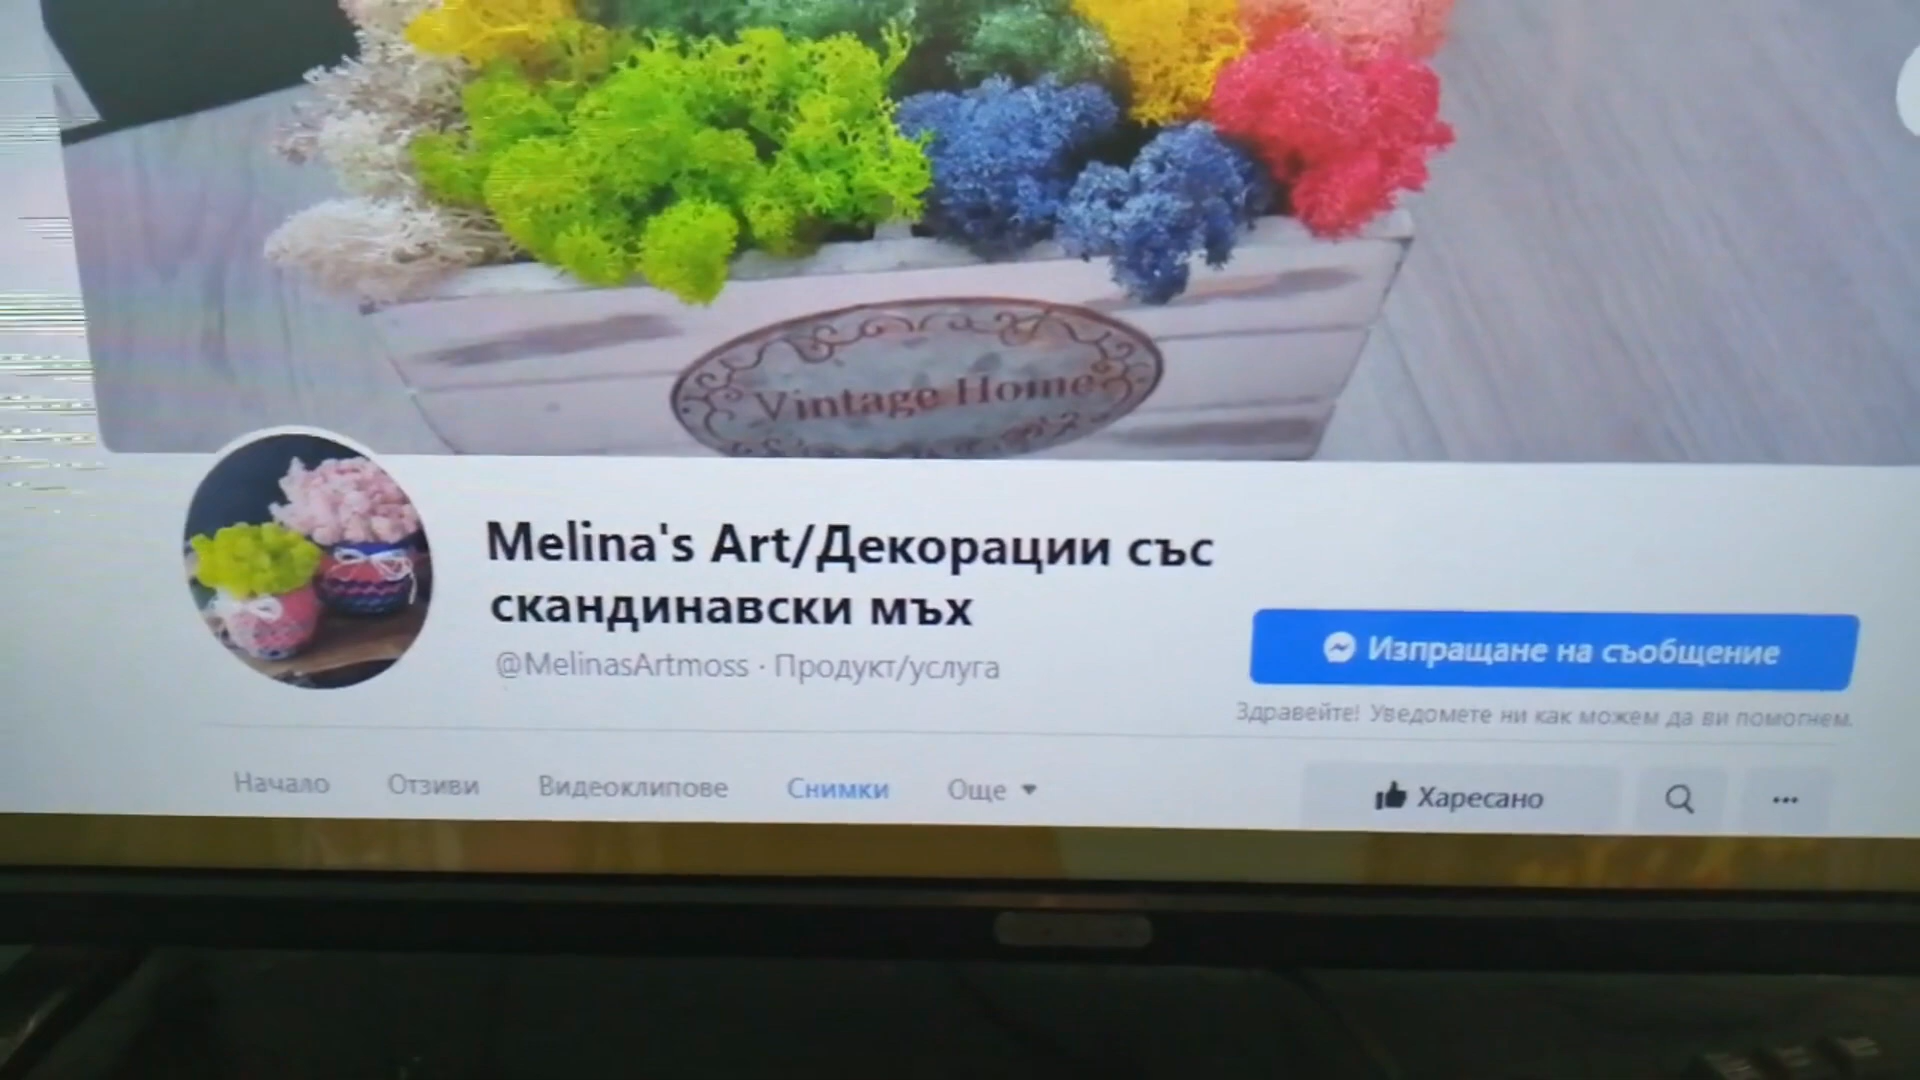 Vintage Home
Melina's Art/Декорации със
скандинавски мъх
@MelinasArtmoss · Продукт/услуга
Изпращане на съобщение
Здравейте! Уведомете ни как можем да ви помогнем.
Начало Отзиви Видеоклипове Снимки Още
Харесано